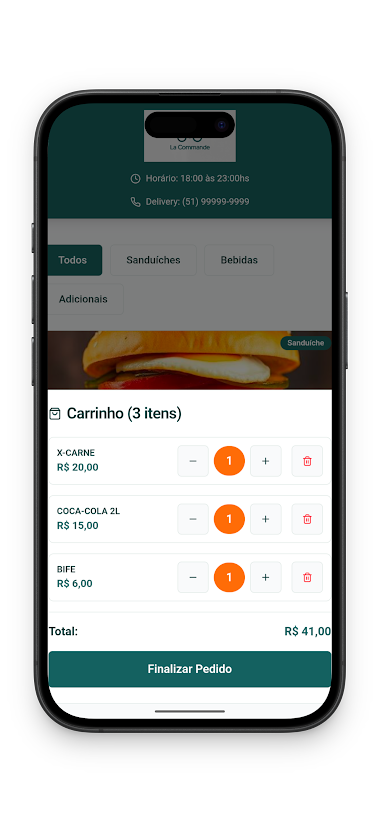 La Commande
Horário: 18:00 às 23:00hs
Delivery: (51) 99999-9999
Todos
Sanduíches
Bebidas
Adicionais
Sanduíche
Carrinho (3 itens)
X-CARNE
R$ 20,00
− 1 +
COCA-COLA 2L
R$ 15,00
− 1 +
BIFE
R$ 6,00
− 1 +
Total: R$ 41,00
Finalizar Pedido